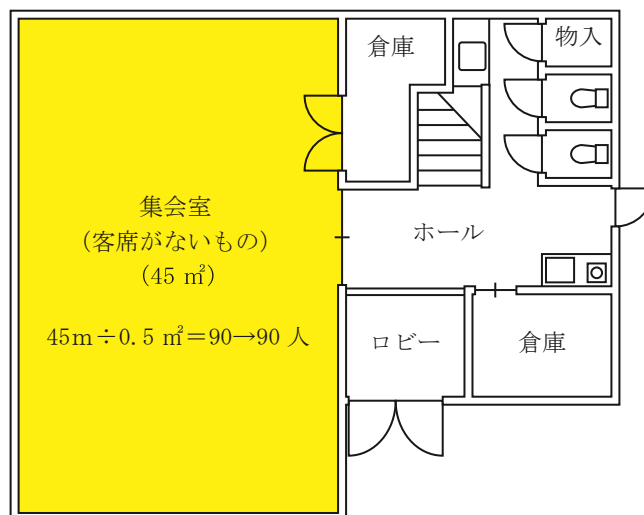 倉庫
物入
集会室
（客席がないもの）
（45 ㎡）
45m÷0.5 ㎡＝90→90 人
ホール
ロビー
倉庫